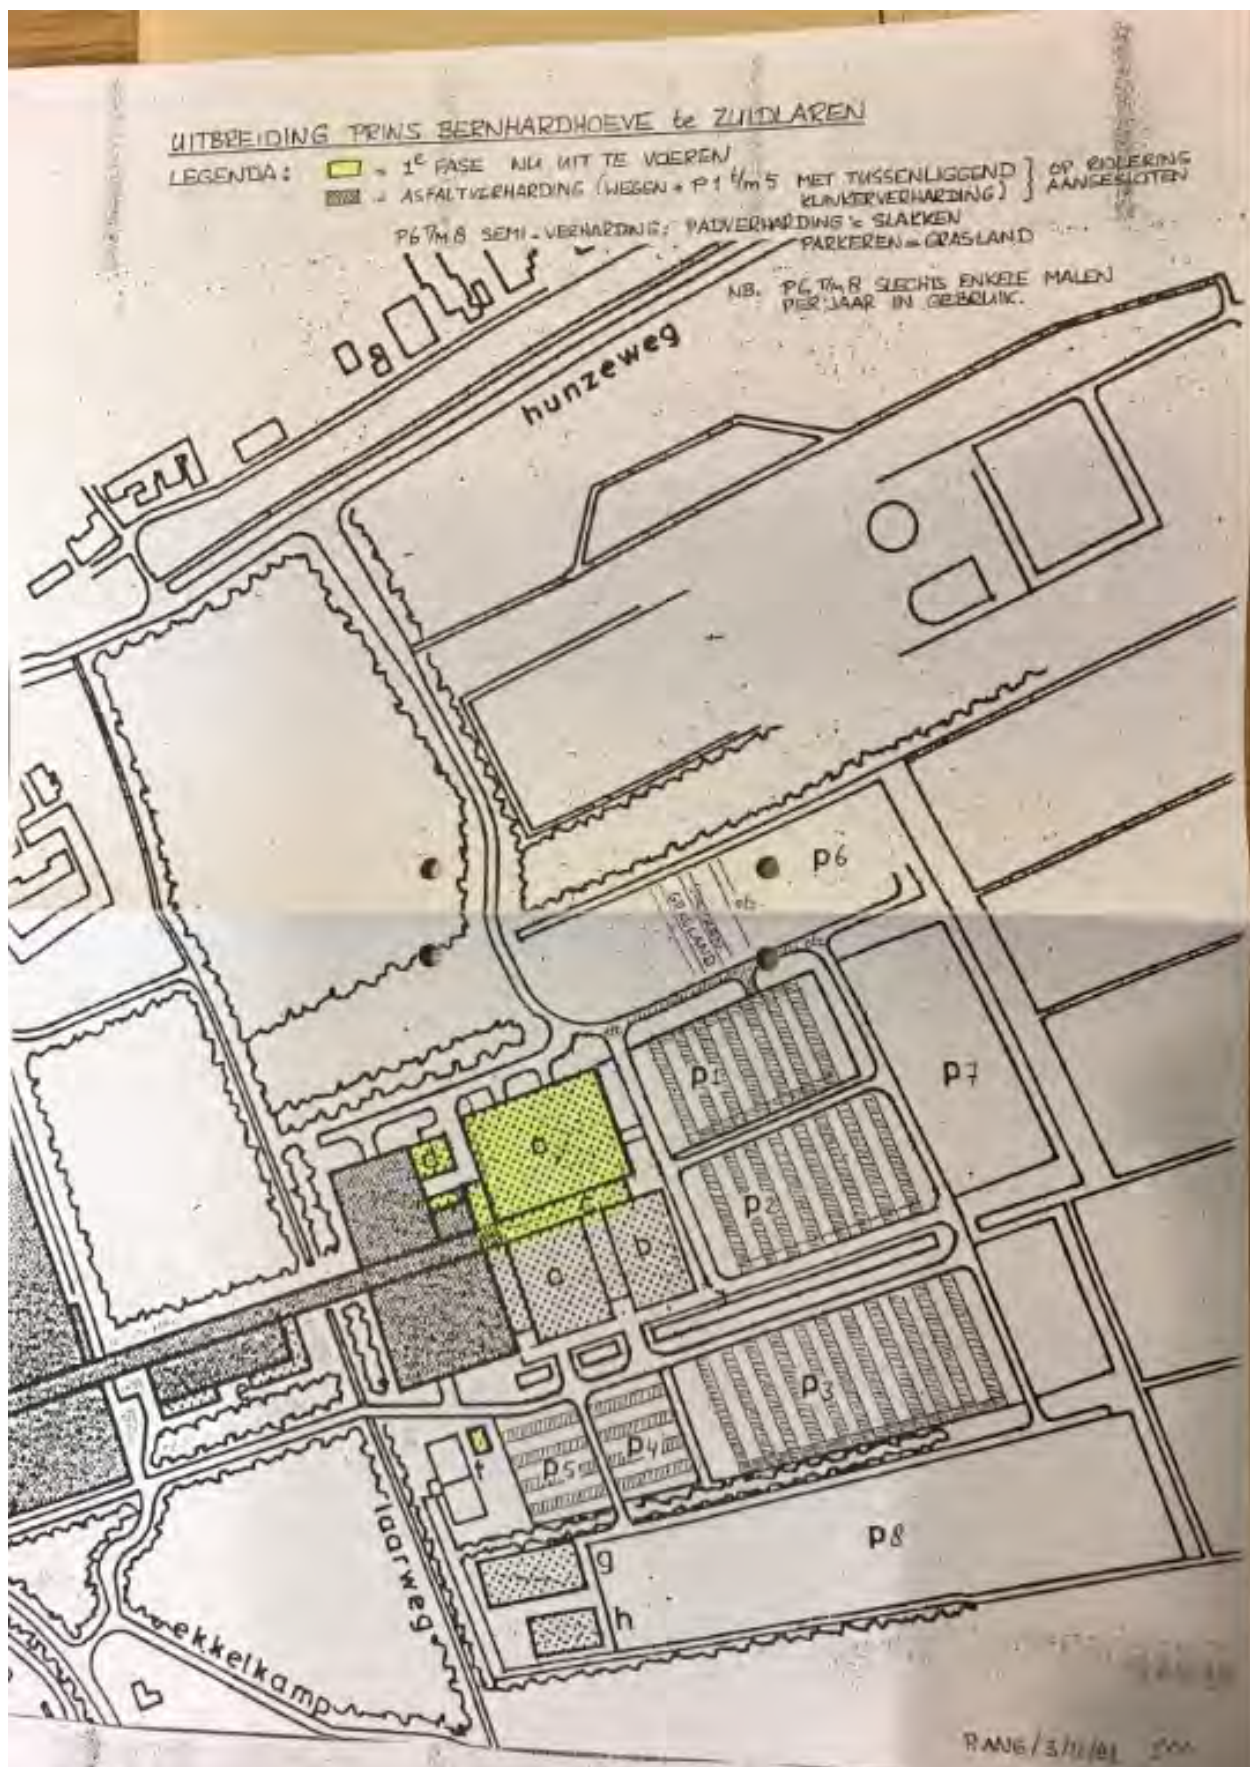 UITBREIDING PRINS BERNHARDHOEVE te ZUIDLAREN
LEGENDA:
= 1e FASE NU UIT TE VOEREN
= ASFALTVERHARDING (WEGEN + P1 t/m 5 MET TUSSENLIGGEND KLINKERVERHARDING)
OP RIOLERING
AANGESLOTEN
P6 t/m 8 SEMI-VERHARDING: PADVERHARDING = SLAKKEN
PARKEREN = GRASLAND
NB. P6 t/m 8 SLECHTS ENKELE MALEN
PER JAAR IN GEBRUIK.
hunzeweg
p6
GRASLAND
p1
p7
a
d
c
p2
b
p3
p4
p5
f
p8
g
h
laarweg
ekkelkamp